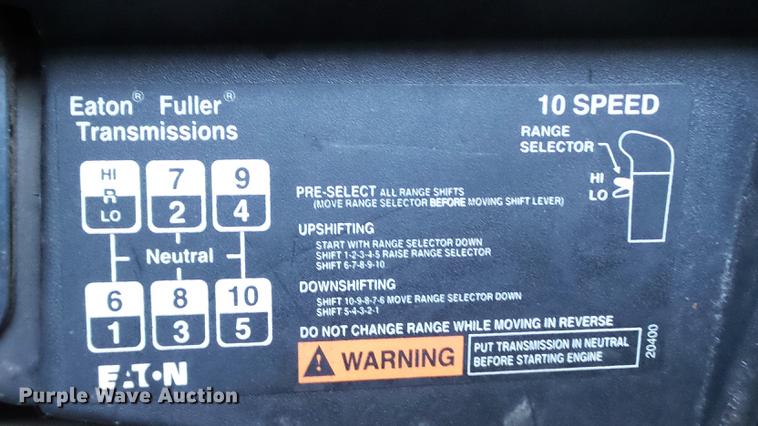 Eaton® Fuller®
Transmissions
10 SPEED
RANGE
SELECTOR
HI
LO
HI
R
LO
7
2
9
4
Neutral
6
1
8
3
10
5
EATON
PRE-SELECT ALL RANGE SHIFTS
(MOVE RANGE SELECTOR BEFORE MOVING SHIFT LEVER)
UPSHIFTING
START WITH RANGE SELECTOR DOWN
SHIFT 1-2-3-4-5 RAISE RANGE SELECTOR
SHIFT 6-7-8-9-10
DOWNSHIFTING
SHIFT 10-9-8-7-6 MOVE RANGE SELECTOR DOWN
SHIFT 5-4-3-2-1
DO NOT CHANGE RANGE WHILE MOVING IN REVERSE
WARNING
PUT TRANSMISSION IN NEUTRAL
BEFORE STARTING ENGINE
20400
Purple Wave Auction